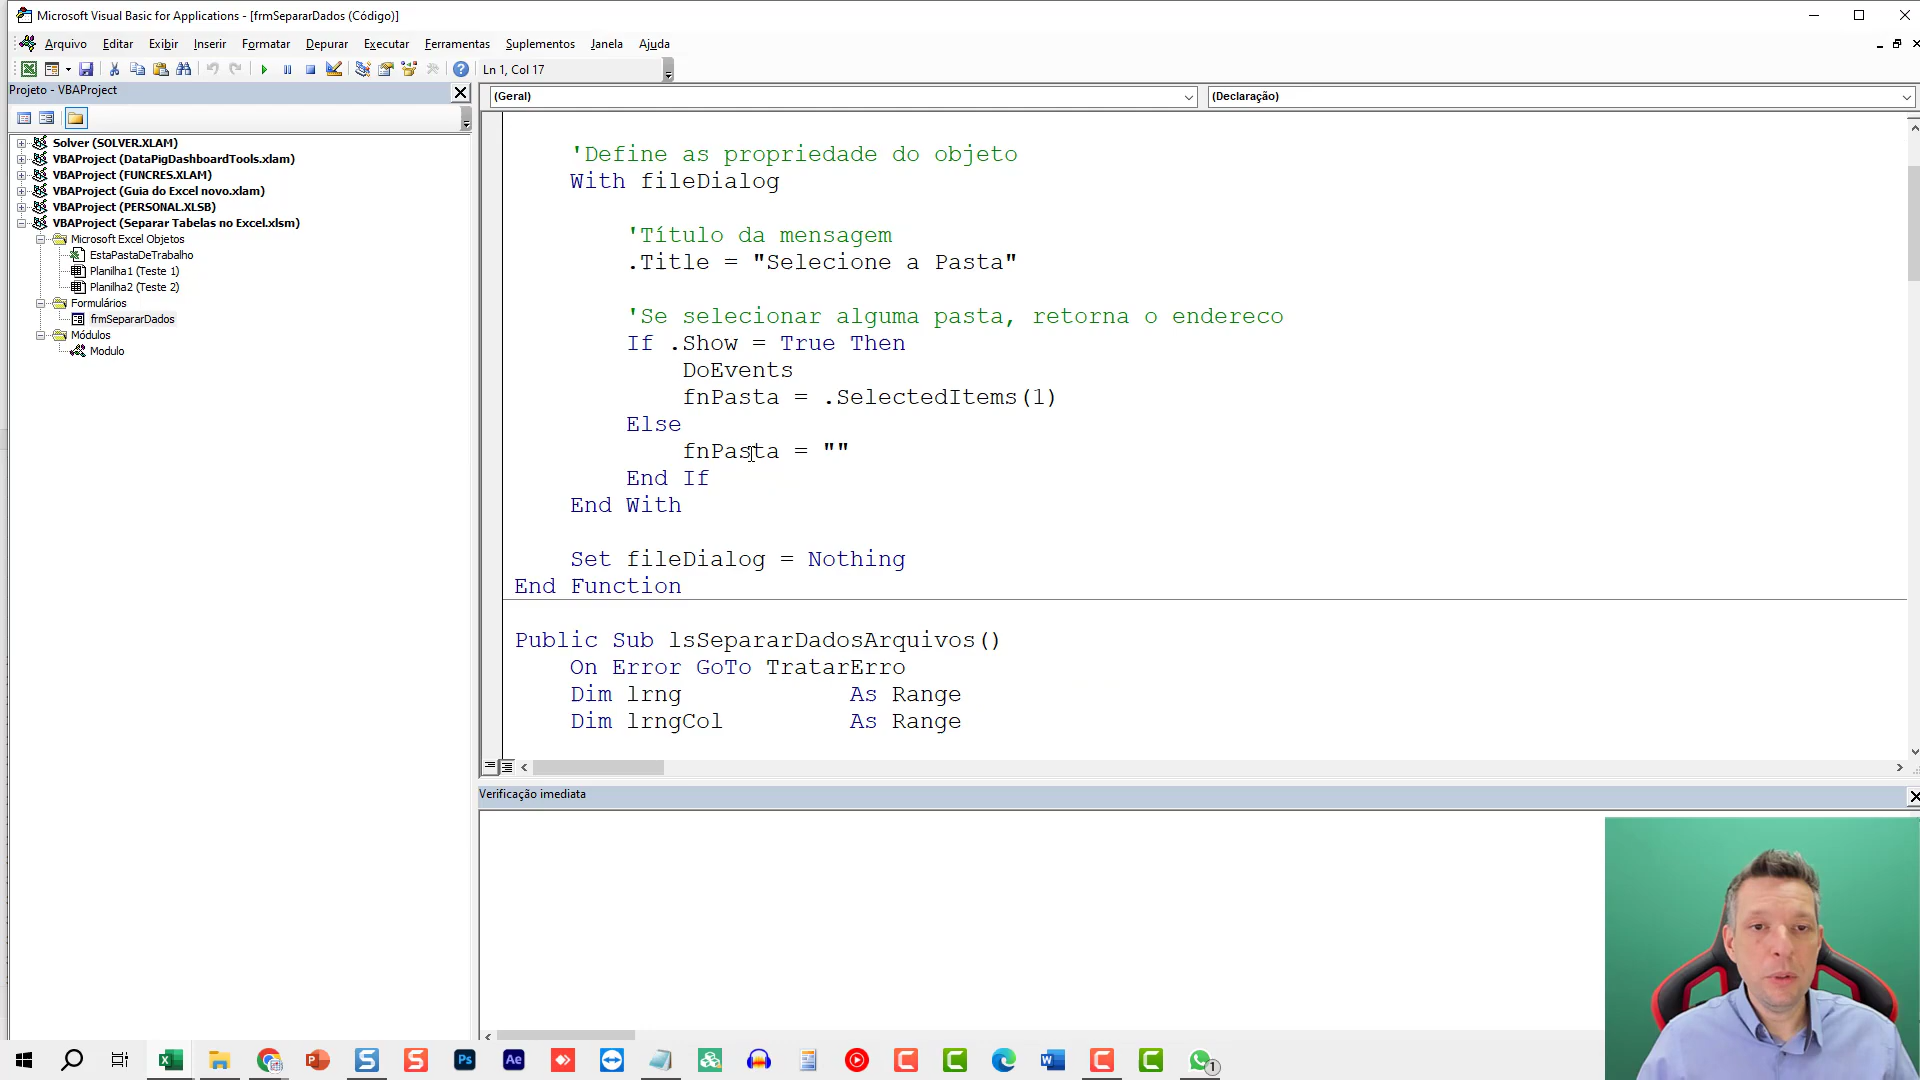 Microsoft Visual Basic for Applications - [frmSepararDados (Código)]
Arquivo Editar Exibir Inserir Formatar Depurar Executar Ferramentas Suplementos Janela Ajuda
Ln 1, Col 17
Projeto - VBAProject
(Geral)
(Declaração)
Solver (SOLVER.XLAM)
VBAProject (DataPigDashboardTools.xlam)
VBAProject (FUNCRES.XLAM)
VBAProject (Guia do Excel novo.xlam)
VBAProject (PERSONAL.XLSB)
VBAProject (Separar Tabelas no Excel.xlsm)
Microsoft Excel Objetos
EstaPastaDeTrabalho
Planilha1 (Teste 1)
Planilha2 (Teste 2)
Formulários
frmSepararDados
Módulos
Modulo
'Define as propriedade do objeto
With fileDialog
'Título da mensagem
.Title = "Selecione a Pasta"
'Se selecionar alguma pasta, retorna o endereco
If .Show = True Then
DoEvents
fnPasta = .SelectedItems(1)
Else
fnPasta = ""
End If
End With
Set fileDialog = Nothing
End Function
Public Sub lsSepararDadosArquivos()
On Error GoTo TratarErro
Dim lrng As Range
Dim lrngCol As Range
Verificação imediata
S
S
Ps
Ae
W
1